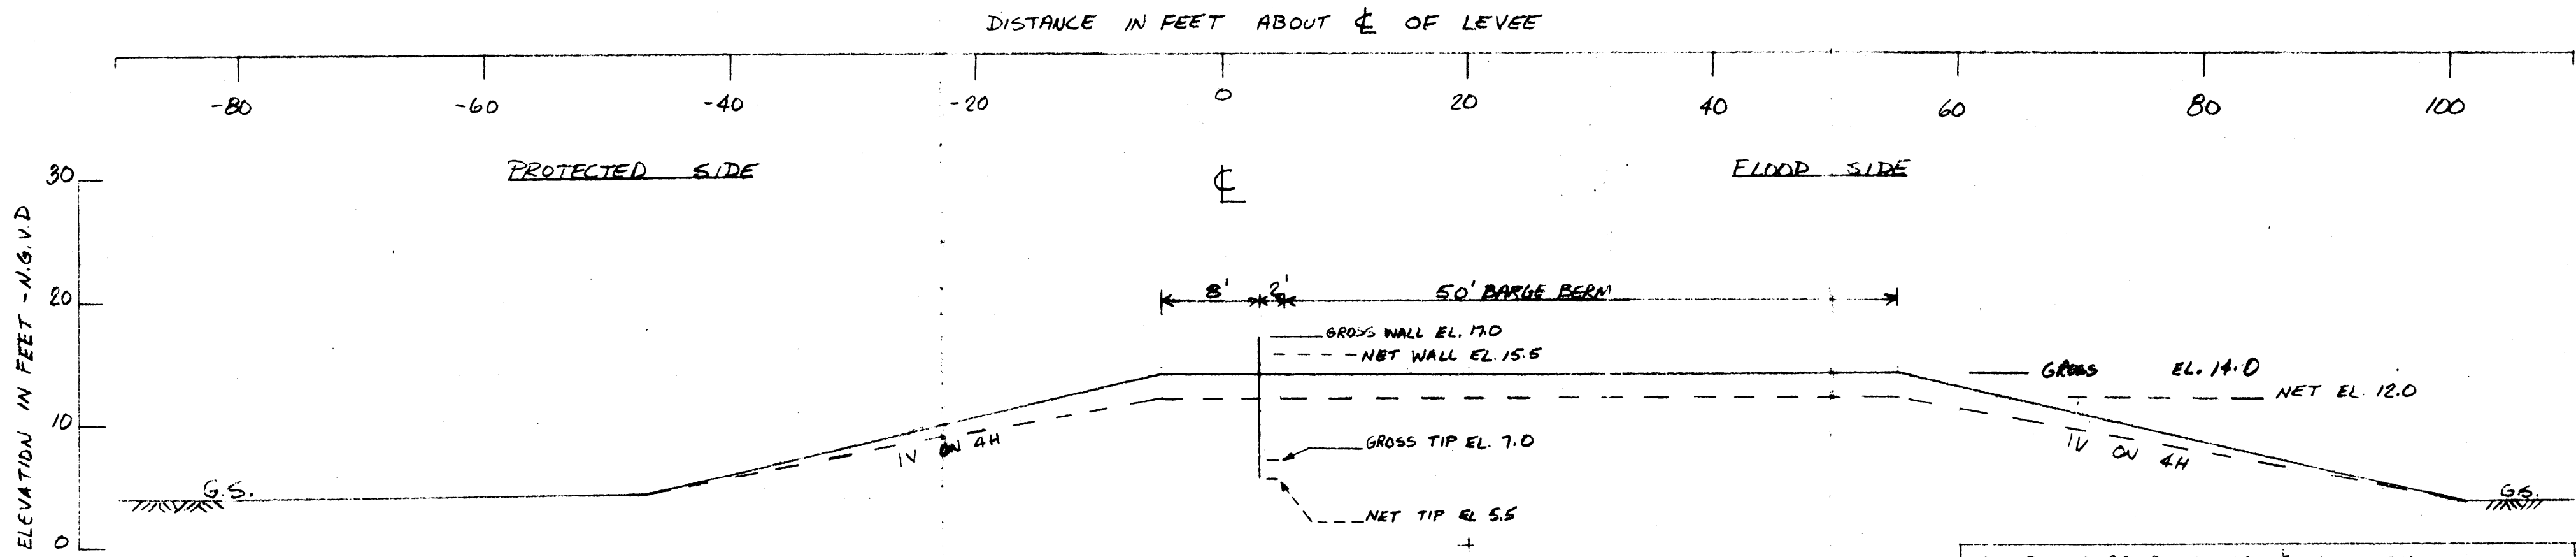 DISTANCE IN FEET ABOUT ℄ OF LEVEE
-80 -60 -40 -20 0 20 40 60 80 100
PROTECTED SIDE
℄
FLOOD SIDE
ELEVATION IN FEET - N.G.V.D
30
20
10
0
8' 2' 50' BARGE BERM
GROSS WALL EL. 17.0
NET WALL EL. 15.5
GROSS EL. 14.0
NET EL. 12.0
1V ON 4H
GROSS TIP EL. 7.0
1V ON 4H
G.S.
G.S.
NET TIP EL 5.5